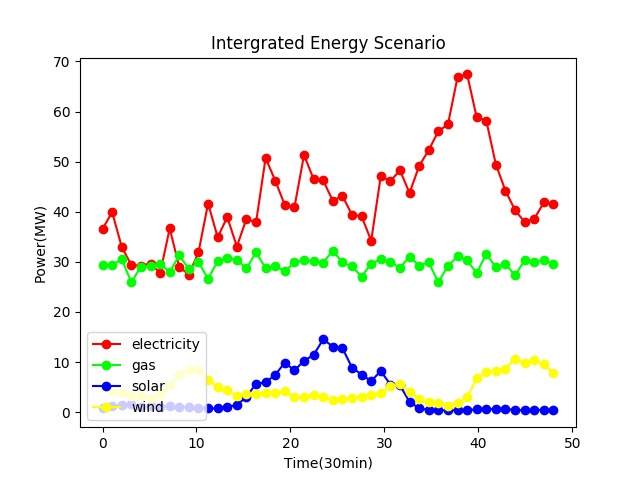 Intergrated Energy Scenario
Power(MW)
70
60
50
40
30
20
10
0
electricity
gas
solar
wind
0 10 20 30 40 50
Time(30min)